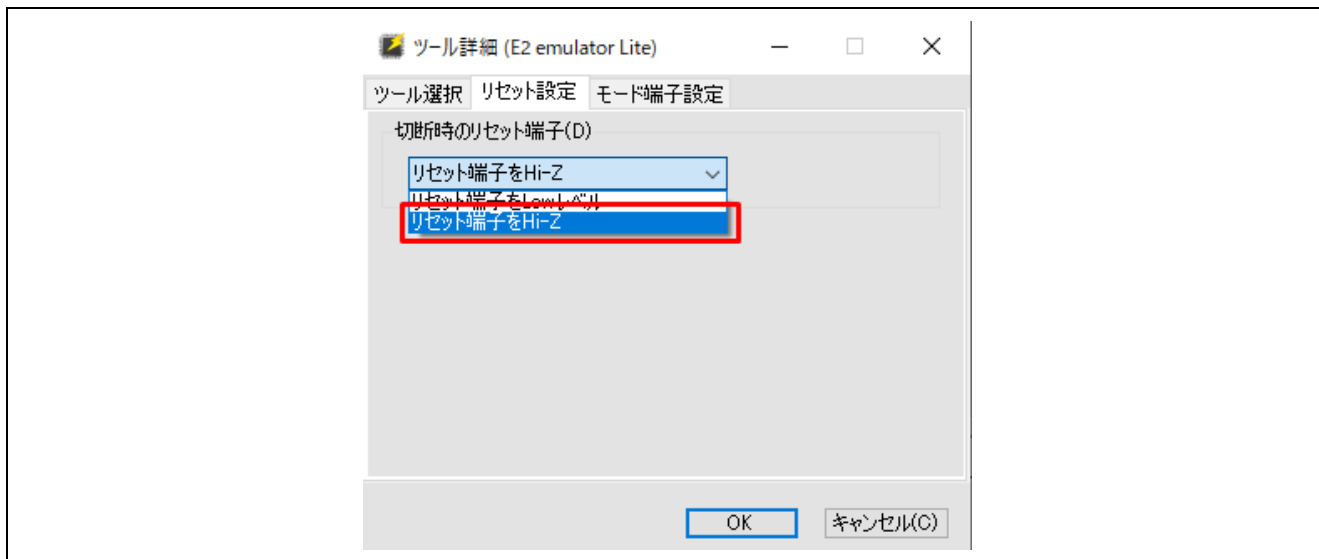 ツール詳細 (E2 emulator Lite)
ツール選択 リセット設定 モード端子設定
切断時のリセット端子(D)
リセット端子をHi-Z
リセット端子をLowレベル
リセット端子をHi-Z
OK キャンセル(C)